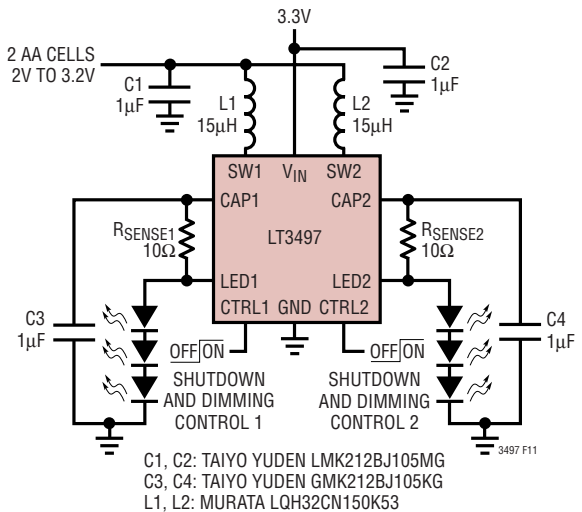 3.3V
2 AA CELLS
2V TO 3.2V
C1
1µF
C2
1µF
L1
15µH
L2
15µH
SW1 VIN SW2
CAP1 CAP2
RSENSE1
10Ω
LT3497
RSENSE2
10Ω
LED1 LED2
CTRL1 GND CTRL2
C3
1µF
C4
1µF
OFF ON
OFF ON
SHUTDOWN
AND DIMMING
CONTROL 1
SHUTDOWN
AND DIMMING
CONTROL 2
3497 F11
C1, C2: TAIYO YUDEN LMK212BJ105MG
C3, C4: TAIYO YUDEN GMK212BJ105KG
L1, L2: MURATA LQH32CN150K53